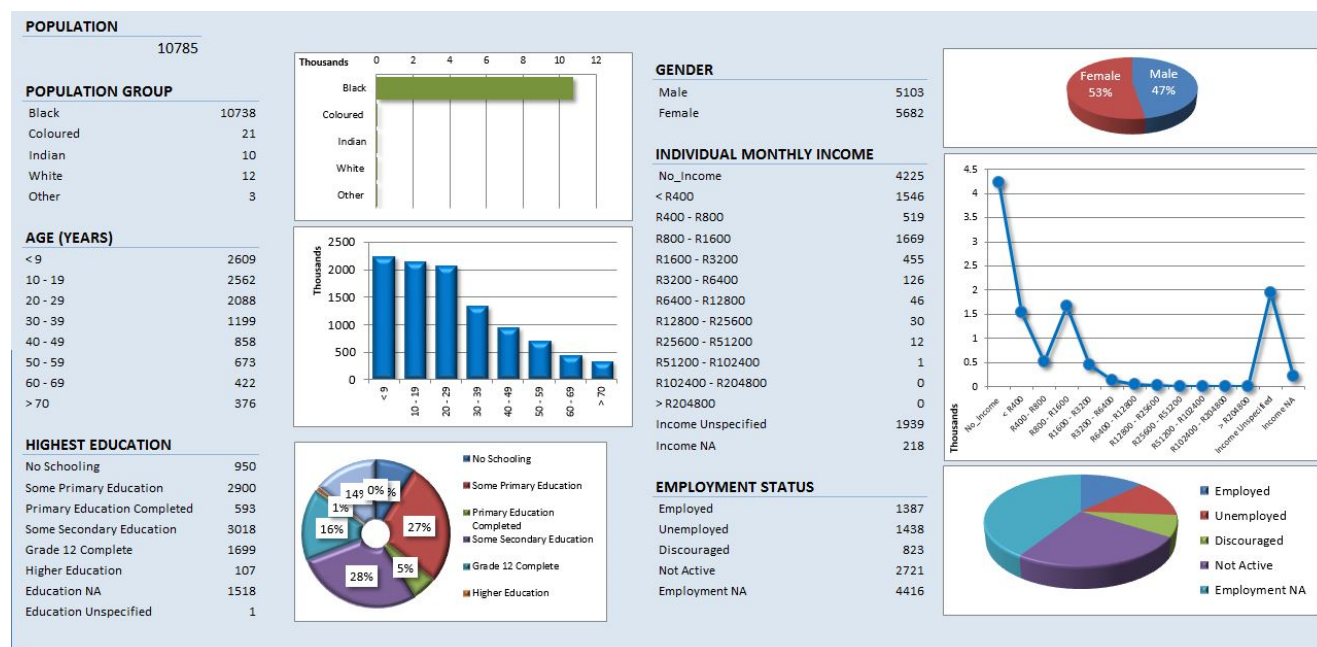 POPULATION
10785
POPULATION GROUP
Black 10738
Coloured 21
Indian 10
White 12
Other 3
AGE (YEARS)
< 9 2609
10 - 19 2562
20 - 29 2088
30 - 39 1199
40 - 49 858
50 - 59 673
60 - 69 422
> 70 376
HIGHEST EDUCATION
No Schooling 950
Some Primary Education 2900
Primary Education Completed 593
Some Secondary Education 3018
Grade 12 Complete 1699
Higher Education 107
Education NA 1518
Education Unspecified 1
Thousands 0 2 4 6 8 10 12
Black
Coloured
Indian
White
Other
Thousands
2500
2000
1500
1000
500
0
< 9 10 - 19 20 - 29 30 - 39 40 - 49 50 - 59 60 - 69 > 70
14% 0% %
1%
27%
16%
5%
28%
No Schooling
Some Primary Education
Primary Education
Completed
Some Secondary Education
Grade 12 Complete
Higher Education
GENDER
Male 5103
Female 5682
INDIVIDUAL MONTHLY INCOME
No_Income 4225
< R400 1546
R400 - R800 519
R800 - R1600 1669
R1600 - R3200 455
R3200 - R6400 126
R6400 - R12800 46
R12800 - R25600 30
R25600 - R51200 12
R51200 - R102400 1
R102400 - R204800 0
> R204800 0
Income Unspecified 1939
Income NA 218
EMPLOYMENT STATUS
Employed 1387
Unemployed 1438
Discouraged 823
Not Active 2721
Employment NA 4416
Female
53%
Male
47%
4.5
4
3.5
3
2.5
2
1.5
1
0.5
0
Thousands
No_Income
< R400
R400 - R800
R800 - R1600
R1600 - R3200
R3200 - R6400
R6400 - R12800
R12800 - R25600
R25600 - R51200
R51200 - R102400
R102400 - R204800
> R204800
Income Unspecified
Income NA
Employed
Unemployed
Discouraged
Not Active
Employment NA